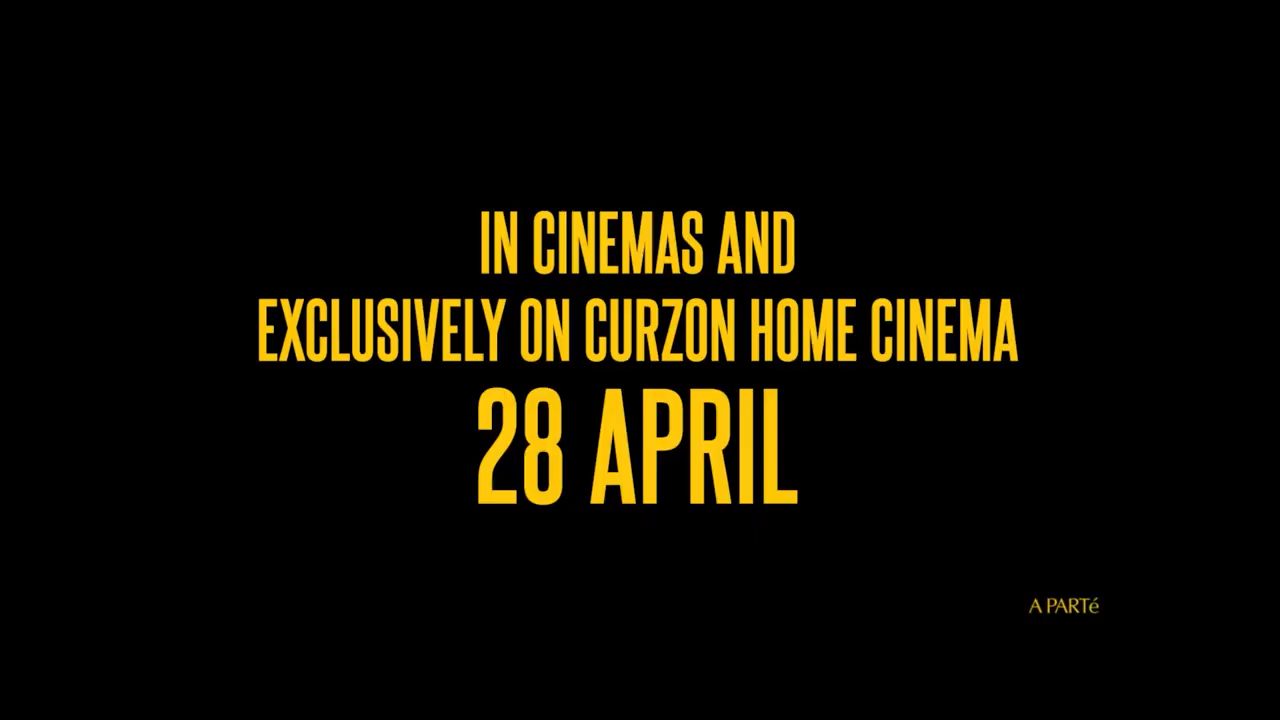 IN CINEMAS AND
EXCLUSIVELY ON CURZON HOME CINEMA
28 APRIL
A PARTé